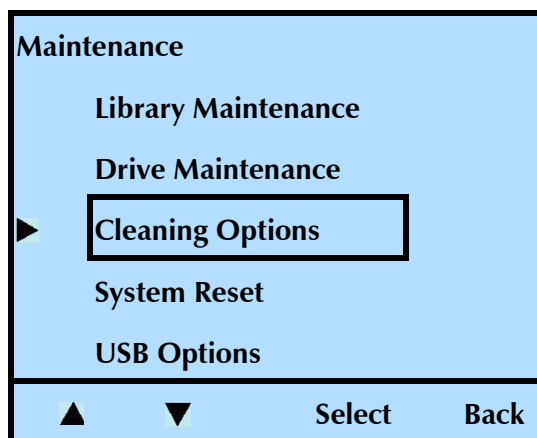 Maintenance
Library Maintenance
Drive Maintenance
Cleaning Options
System Reset
USB Options
Select Back